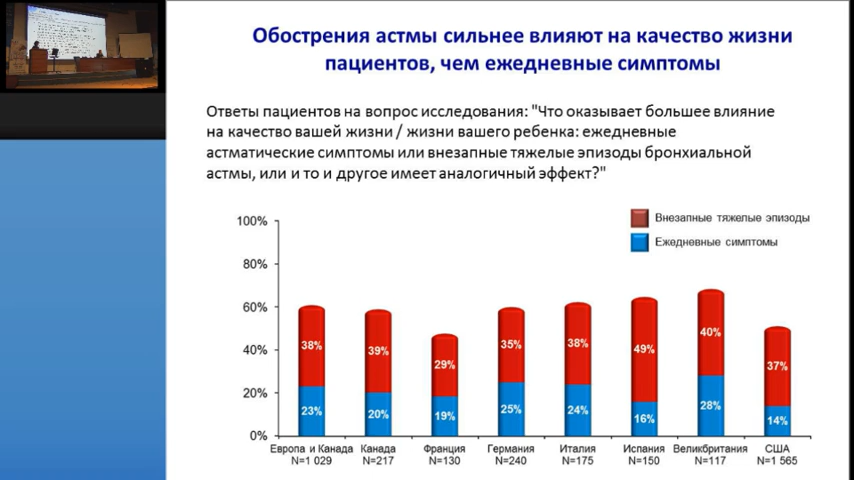 Обострения астмы сильнее влияют на качество жизни
пациентов, чем ежедневные симптомы
Ответы пациентов на вопрос исследования: "Что оказывает большее влияние
на качество вашей жизни / жизни вашего ребенка: ежедневные
астматические симптомы или внезапные тяжелые эпизоды бронхиальной
астмы, или и то и другое имеет аналогичный эффект?"
Внезапные тяжелые эпизоды
Ежедневные симптомы
100%
80%
60%
40%
20%
0%
38% 39% 29% 35% 38% 49% 40% 37%
23% 20% 19% 25% 24% 16% 28% 14%
Европа и Канада Канада Франция Германия Италия Испания Великбритания США
N=1 029 N=217 N=130 N=240 N=175 N=150 N=117 N=1 565